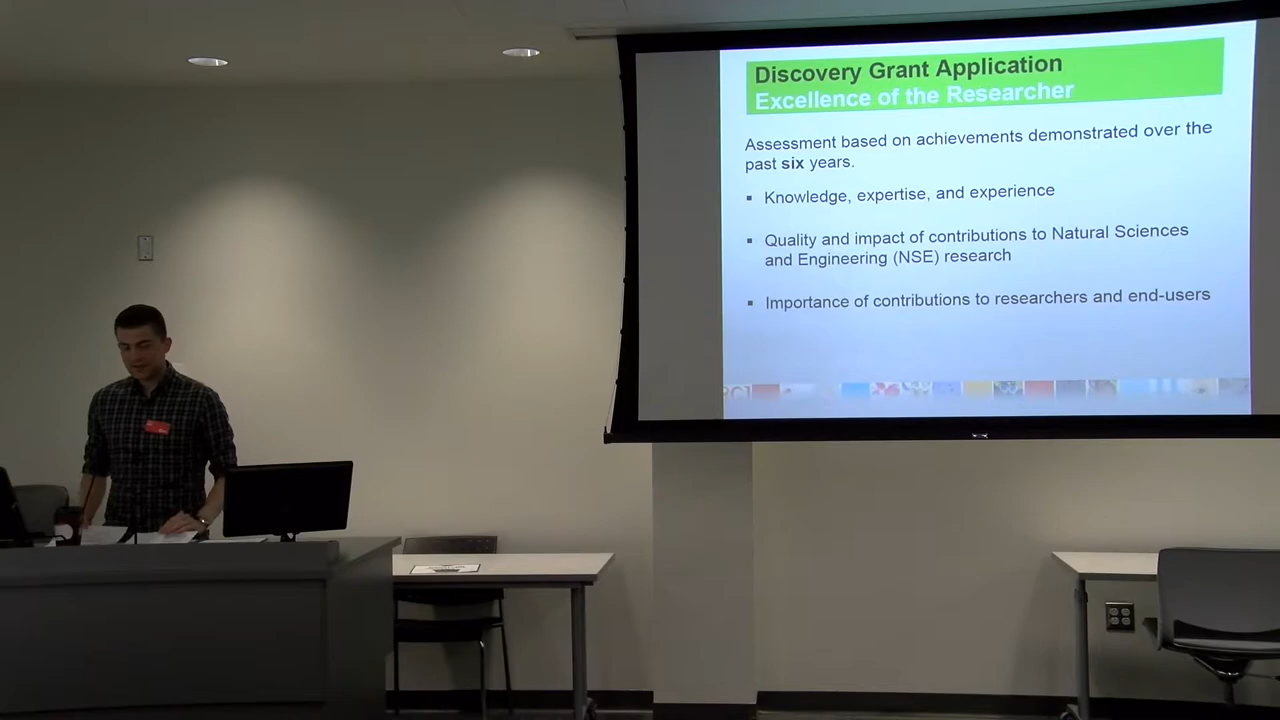 Discovery Grant Application
Excellence of the Researcher
Assessment based on achievements demonstrated over the
past six years.
▪ Knowledge, expertise, and experience
▪ Quality and impact of contributions to Natural Sciences
and Engineering (NSE) research
▪ Importance of contributions to researchers and end-users